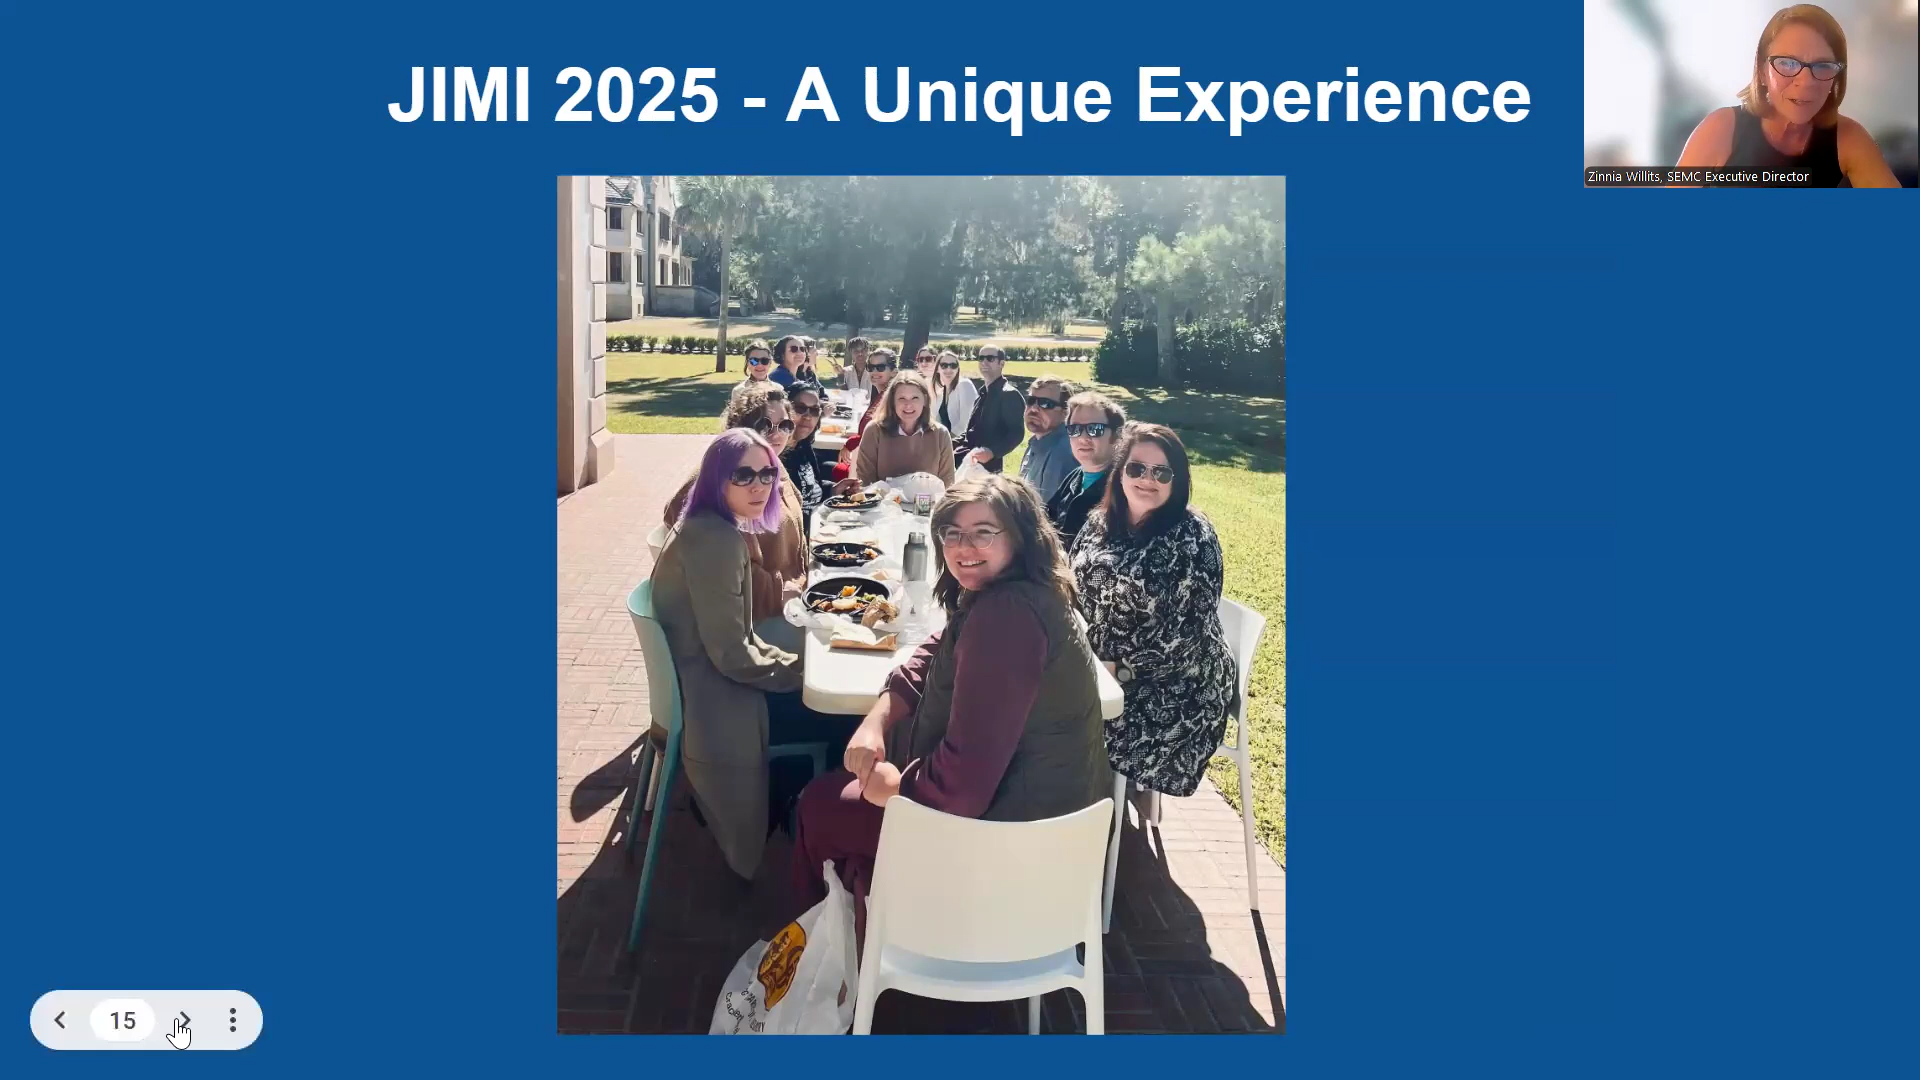 JIMI 2025 - A Unique Experience
Zinnia Willits, SEMC Executive Director
15